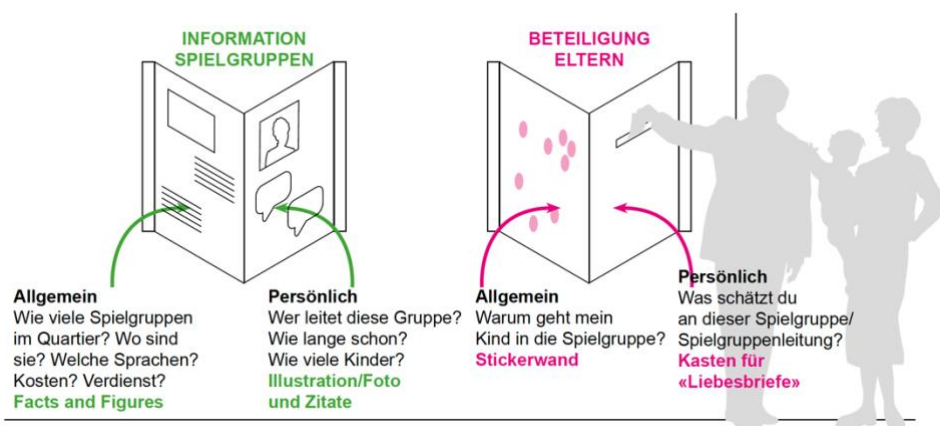 INFORMATION
SPIELGRUPPEN
BETEILIGUNG
ELTERN
Allgemein
Wie viele Spielgruppen
im Quartier? Wo sind
sie? Welche Sprachen?
Kosten? Verdienst?
Facts and Figures
Persönlich
Wer leitet diese Gruppe?
Wie lange schon?
Wie viele Kinder?
Illustration/Foto
und Zitate
Allgemein
Warum geht mein
Kind in die Spielgruppe?
Stickerwand
Persönlich
Was schätzt du
an dieser Spielgruppe/
Spielgruppenleitung?
Kasten für
«Liebesbriefe»